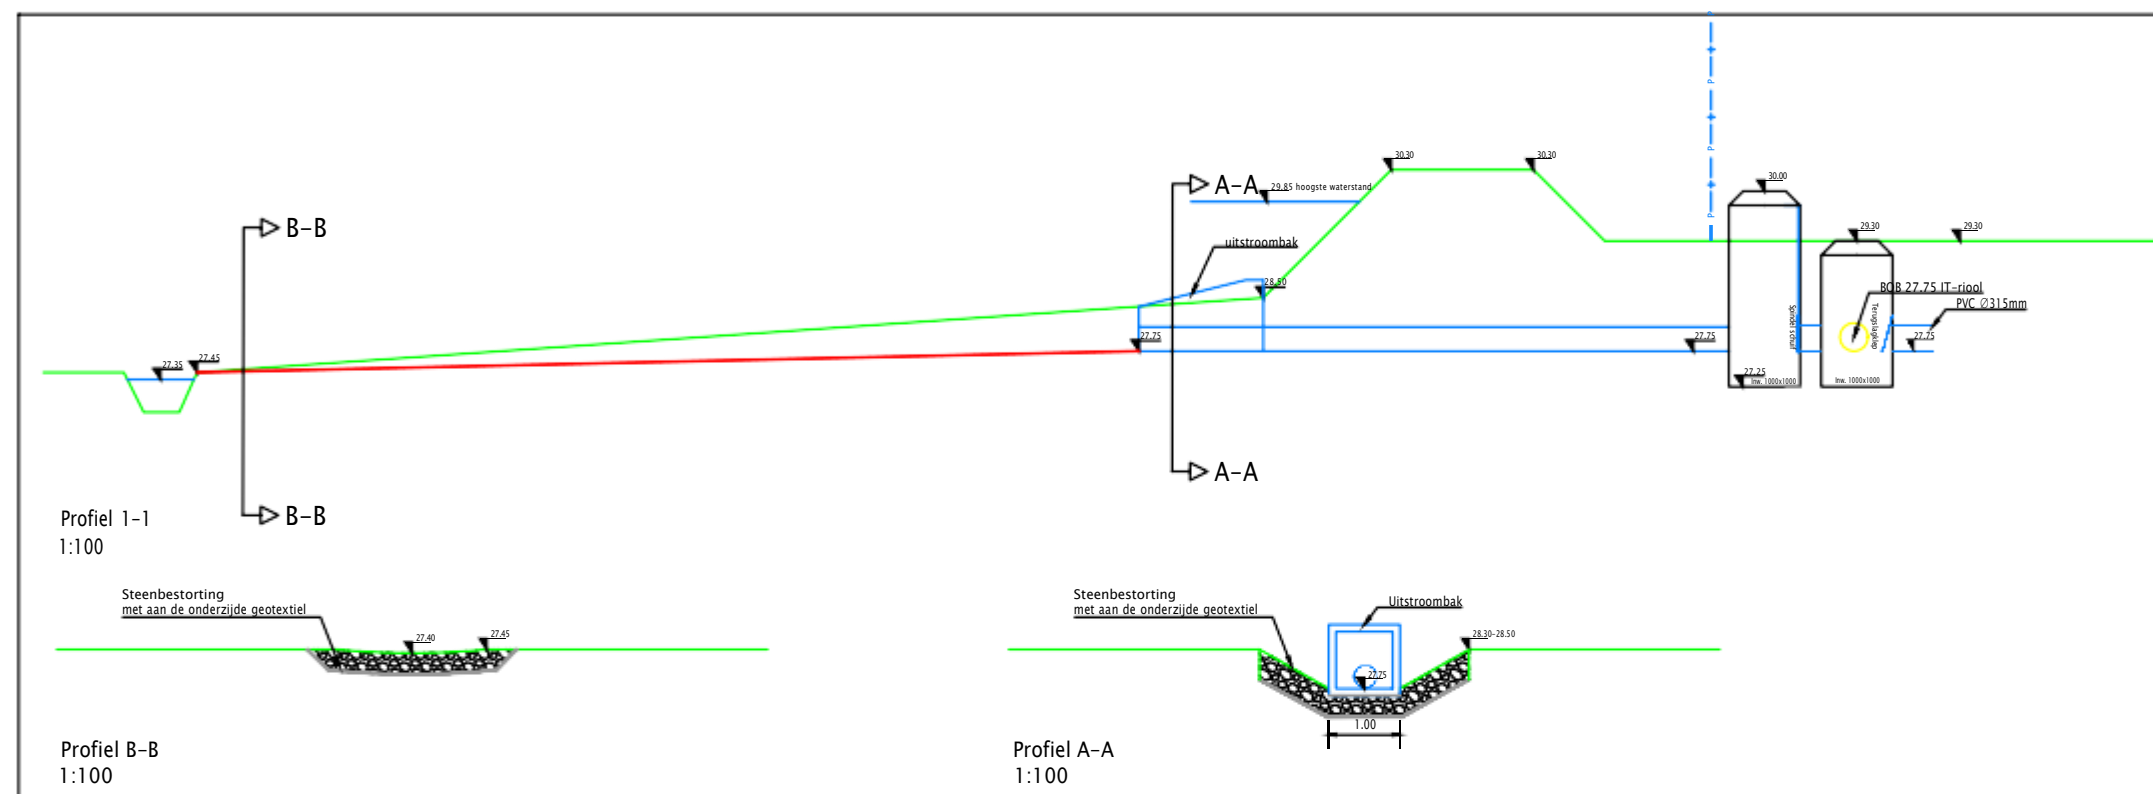 P
P
P
P
30.30
30.30
30.00
A-A
29.85 hoogste waterstand
B-B
29.30
29.30
uitstroombak
28.50
BOB 27.75 IT-riool
PVC Ø315mm
Spindelschuif
Terugslagklep
27.75
27.75
27.75
27.45
27.35
27.25
Inw. 1000x1000
Inw. 1000x1000
A-A
B-B
Profiel 1-1
1:100
Steenbestorting
met aan de onderzijde geotextiel
27.40
27.45
Profiel B-B
1:100
Steenbestorting
met aan de onderzijde geotextiel
Uitstroombak
28.30-28.50
27.75
1.00
Profiel A-A
1:100